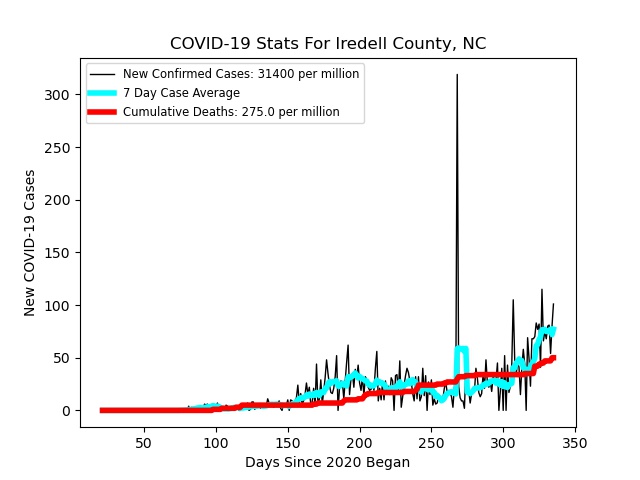 COVID-19 Stats For Iredell County, NC
New Confirmed Cases: 31400 per million
7 Day Case Average
Cumulative Deaths: 275.0 per million
New COVID-19 Cases
300
250
200
150
100
50
0
50
100
150
200
250
300
350
Days Since 2020 Began